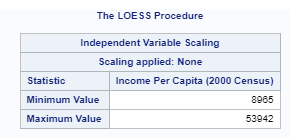 The LOESS Procedure
Independent Variable Scaling
Scaling applied: None
Statistic Income Per Capita (2000 Census)
Minimum Value 8965
Maximum Value 53942